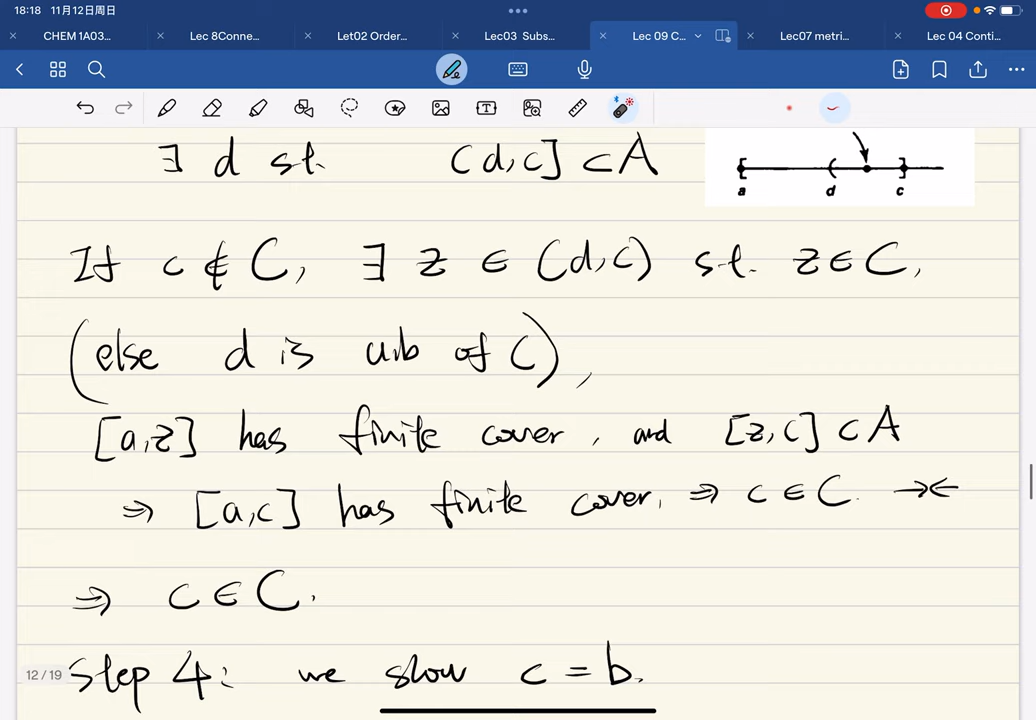 18:18 11月12日周日
CHEM 1A03... Lec 8Conne... Let02 Order... Lec03 Subs... Lec 09 C... Lec07 metri... Lec 04 Conti...
∃ d st. (d,c] ⊂ A
a d c
If c ∉ C, ∃ z ∈ (d,c) s.t. z ∈ C,
(else d is u.b of C),
[a,z] has finite cover, and [z,c] ⊂ A
⇒ [a,c] has finite cover, ⇒ c ∈ C. →←
⇒ c ∈ C.
12 / 19 Step 4: we show c = b.